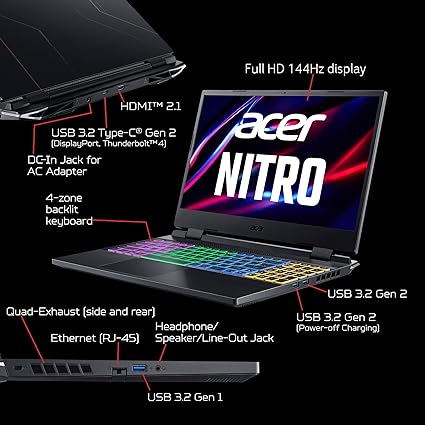 Full HD 144Hz display
HDMI™ 2.1
USB 3.2 Type-C® Gen 2
(DisplayPort, Thunderbolt™4)
DC-In Jack for
AC Adapter
acer
NITRO
4-zone
backlit
keyboard
acer
USB 3.2 Gen 2
USB 3.2 Gen 2
(Power-off Charging)
Quad-Exhaust (side and rear)
Headphone/
Speaker/Line-Out Jack
Ethernet (RJ-45)
USB 3.2 Gen 1